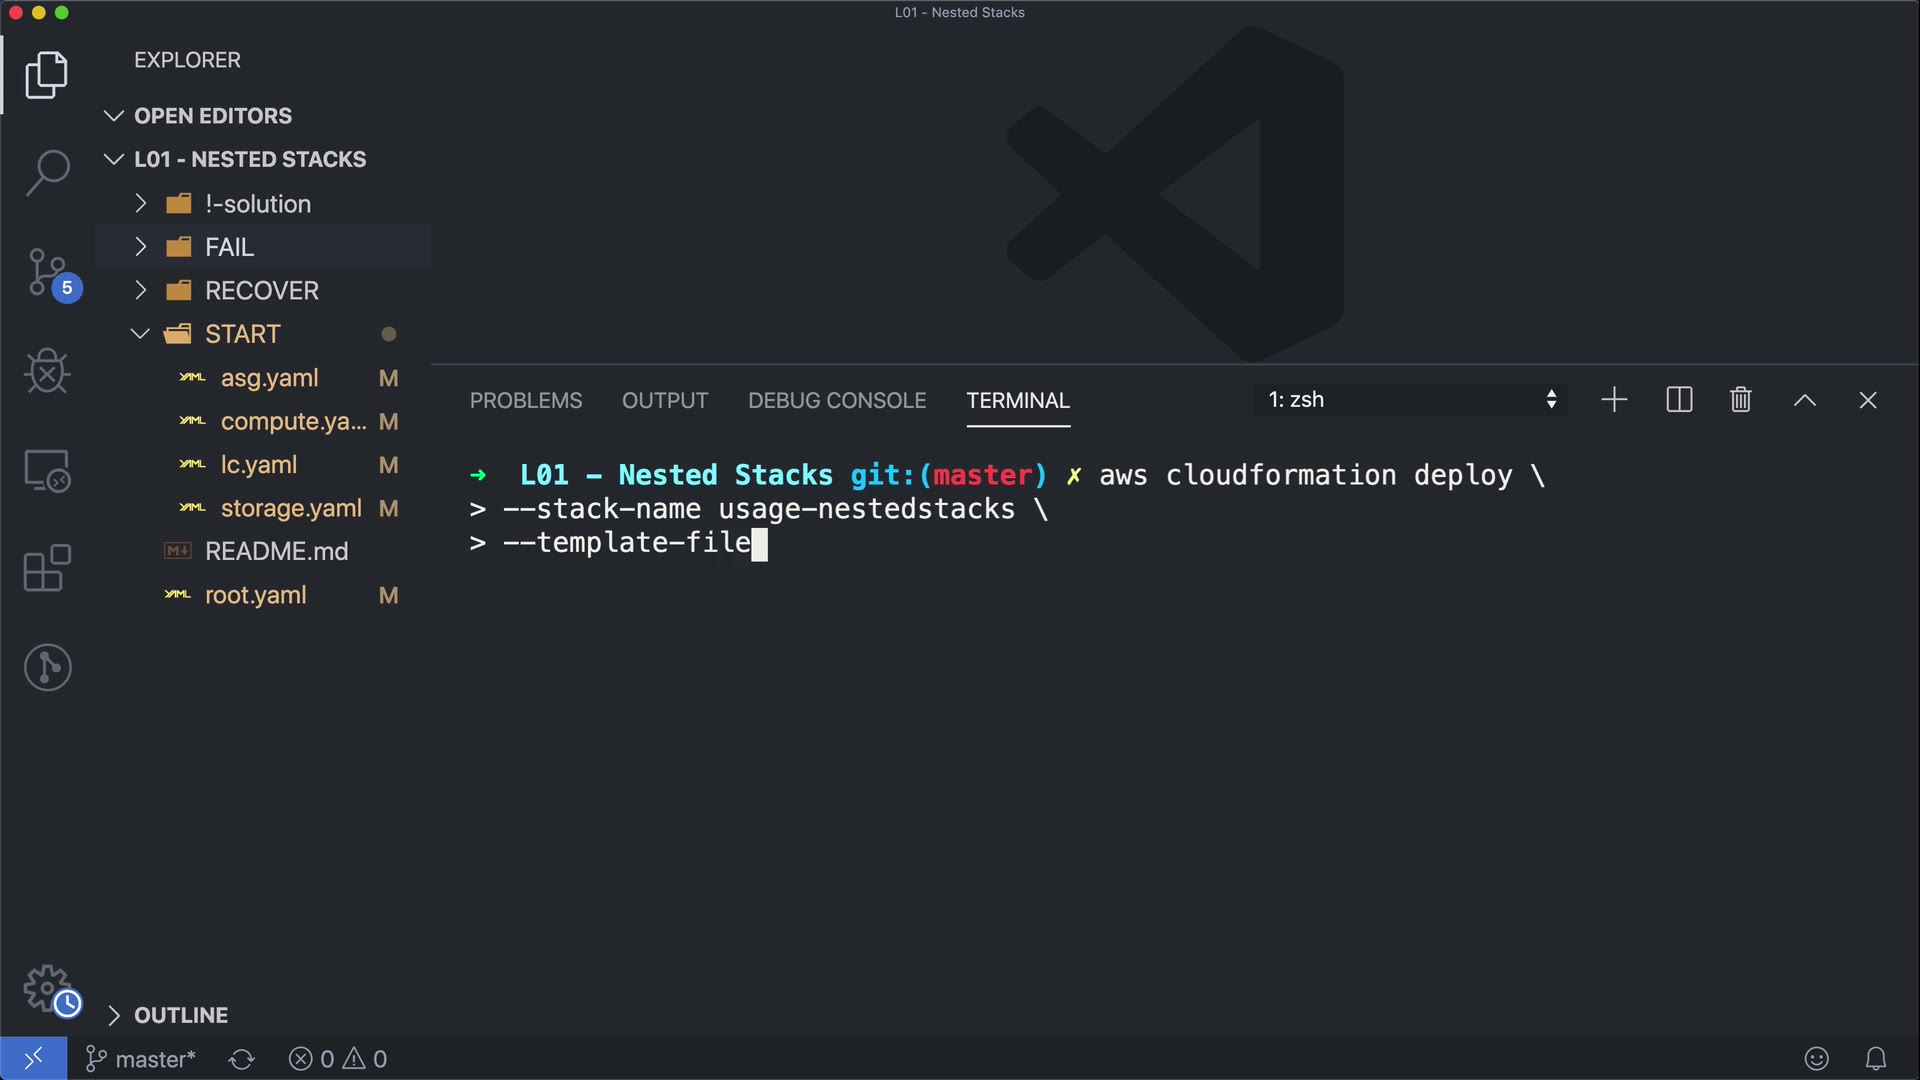 L01 - Nested Stacks
EXPLORER
OPEN EDITORS
L01 - NESTED STACKS
!-solution
FAIL
RECOVER
START
asg.yaml M
compute.ya... M
lc.yaml M
storage.yaml M
README.md
root.yaml M
OUTLINE
5
PROBLEMS OUTPUT DEBUG CONSOLE TERMINAL 1: zsh
➜ L01 - Nested Stacks git:(master) ✗ aws cloudformation deploy \
> --stack-name usage-nestedstacks \
> --template-file
master* 0 0